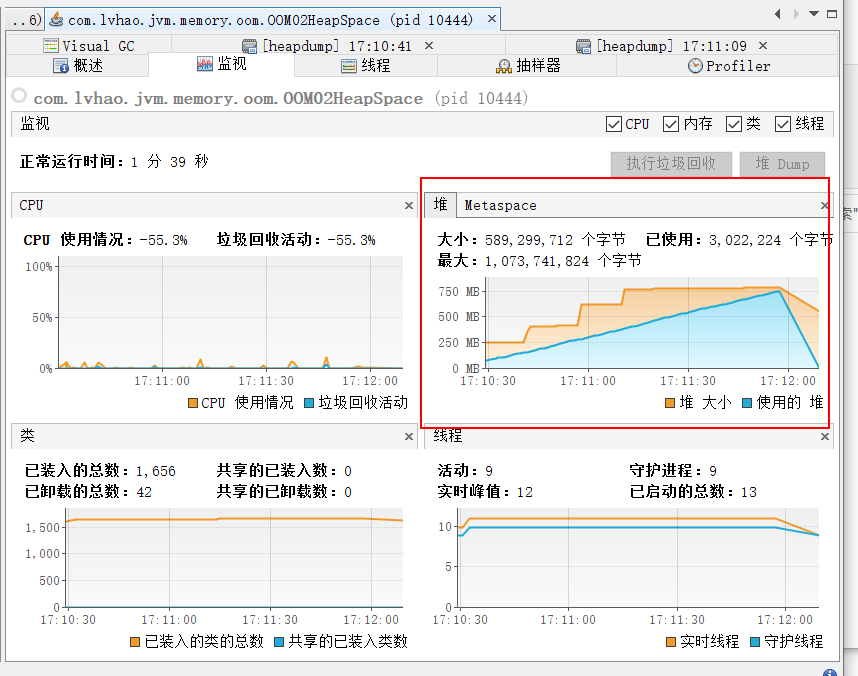 ..6) com.lvhao.jvm.memory.oom.OOM02HeapSpace (pid 10444) ×
Visual GC [heapdump] 17:10:41 × [heapdump] 17:11:09 ×
概述 监视 线程 抽样器 Profiler
com.lvhao.jvm.memory.oom.OOM02HeapSpace (pid 10444)
监视 CPU 内存 类 线程
正常运行时间: 1 分 39 秒 执行垃圾回收 堆 Dump
CPU ×
CPU 使用情况: -55.3% 垃圾回收活动: -55.3%
100%
50%
0%
17:11:00 17:11:30 17:12:00
CPU 使用情况 垃圾回收活动
堆 Metaspace ×
大小: 589,299,712 个字节 已使用: 3,022,224 个字节
最大: 1,073,741,824 个字节
750 MB
500 MB
250 MB
0 MB
17:10:30 17:11:00 17:11:30 17:12:00
堆 大小 使用的 堆
索"
类 ×
已装入的总数: 1,656 共享的已装入数: 0
已卸载的总数: 42 共享的已卸载数: 0
1,500
1,000
500
0
17:10:30 17:11:00 17:11:30 17:12:00
已装入的类的总数 共享的已装入类数
线程 ×
活动: 9 守护进程: 9
实时峰值: 12 已启动的总数: 13
10
5
0
17:10:30 17:11:00 17:11:30 17:12:00
实时线程 守护线程